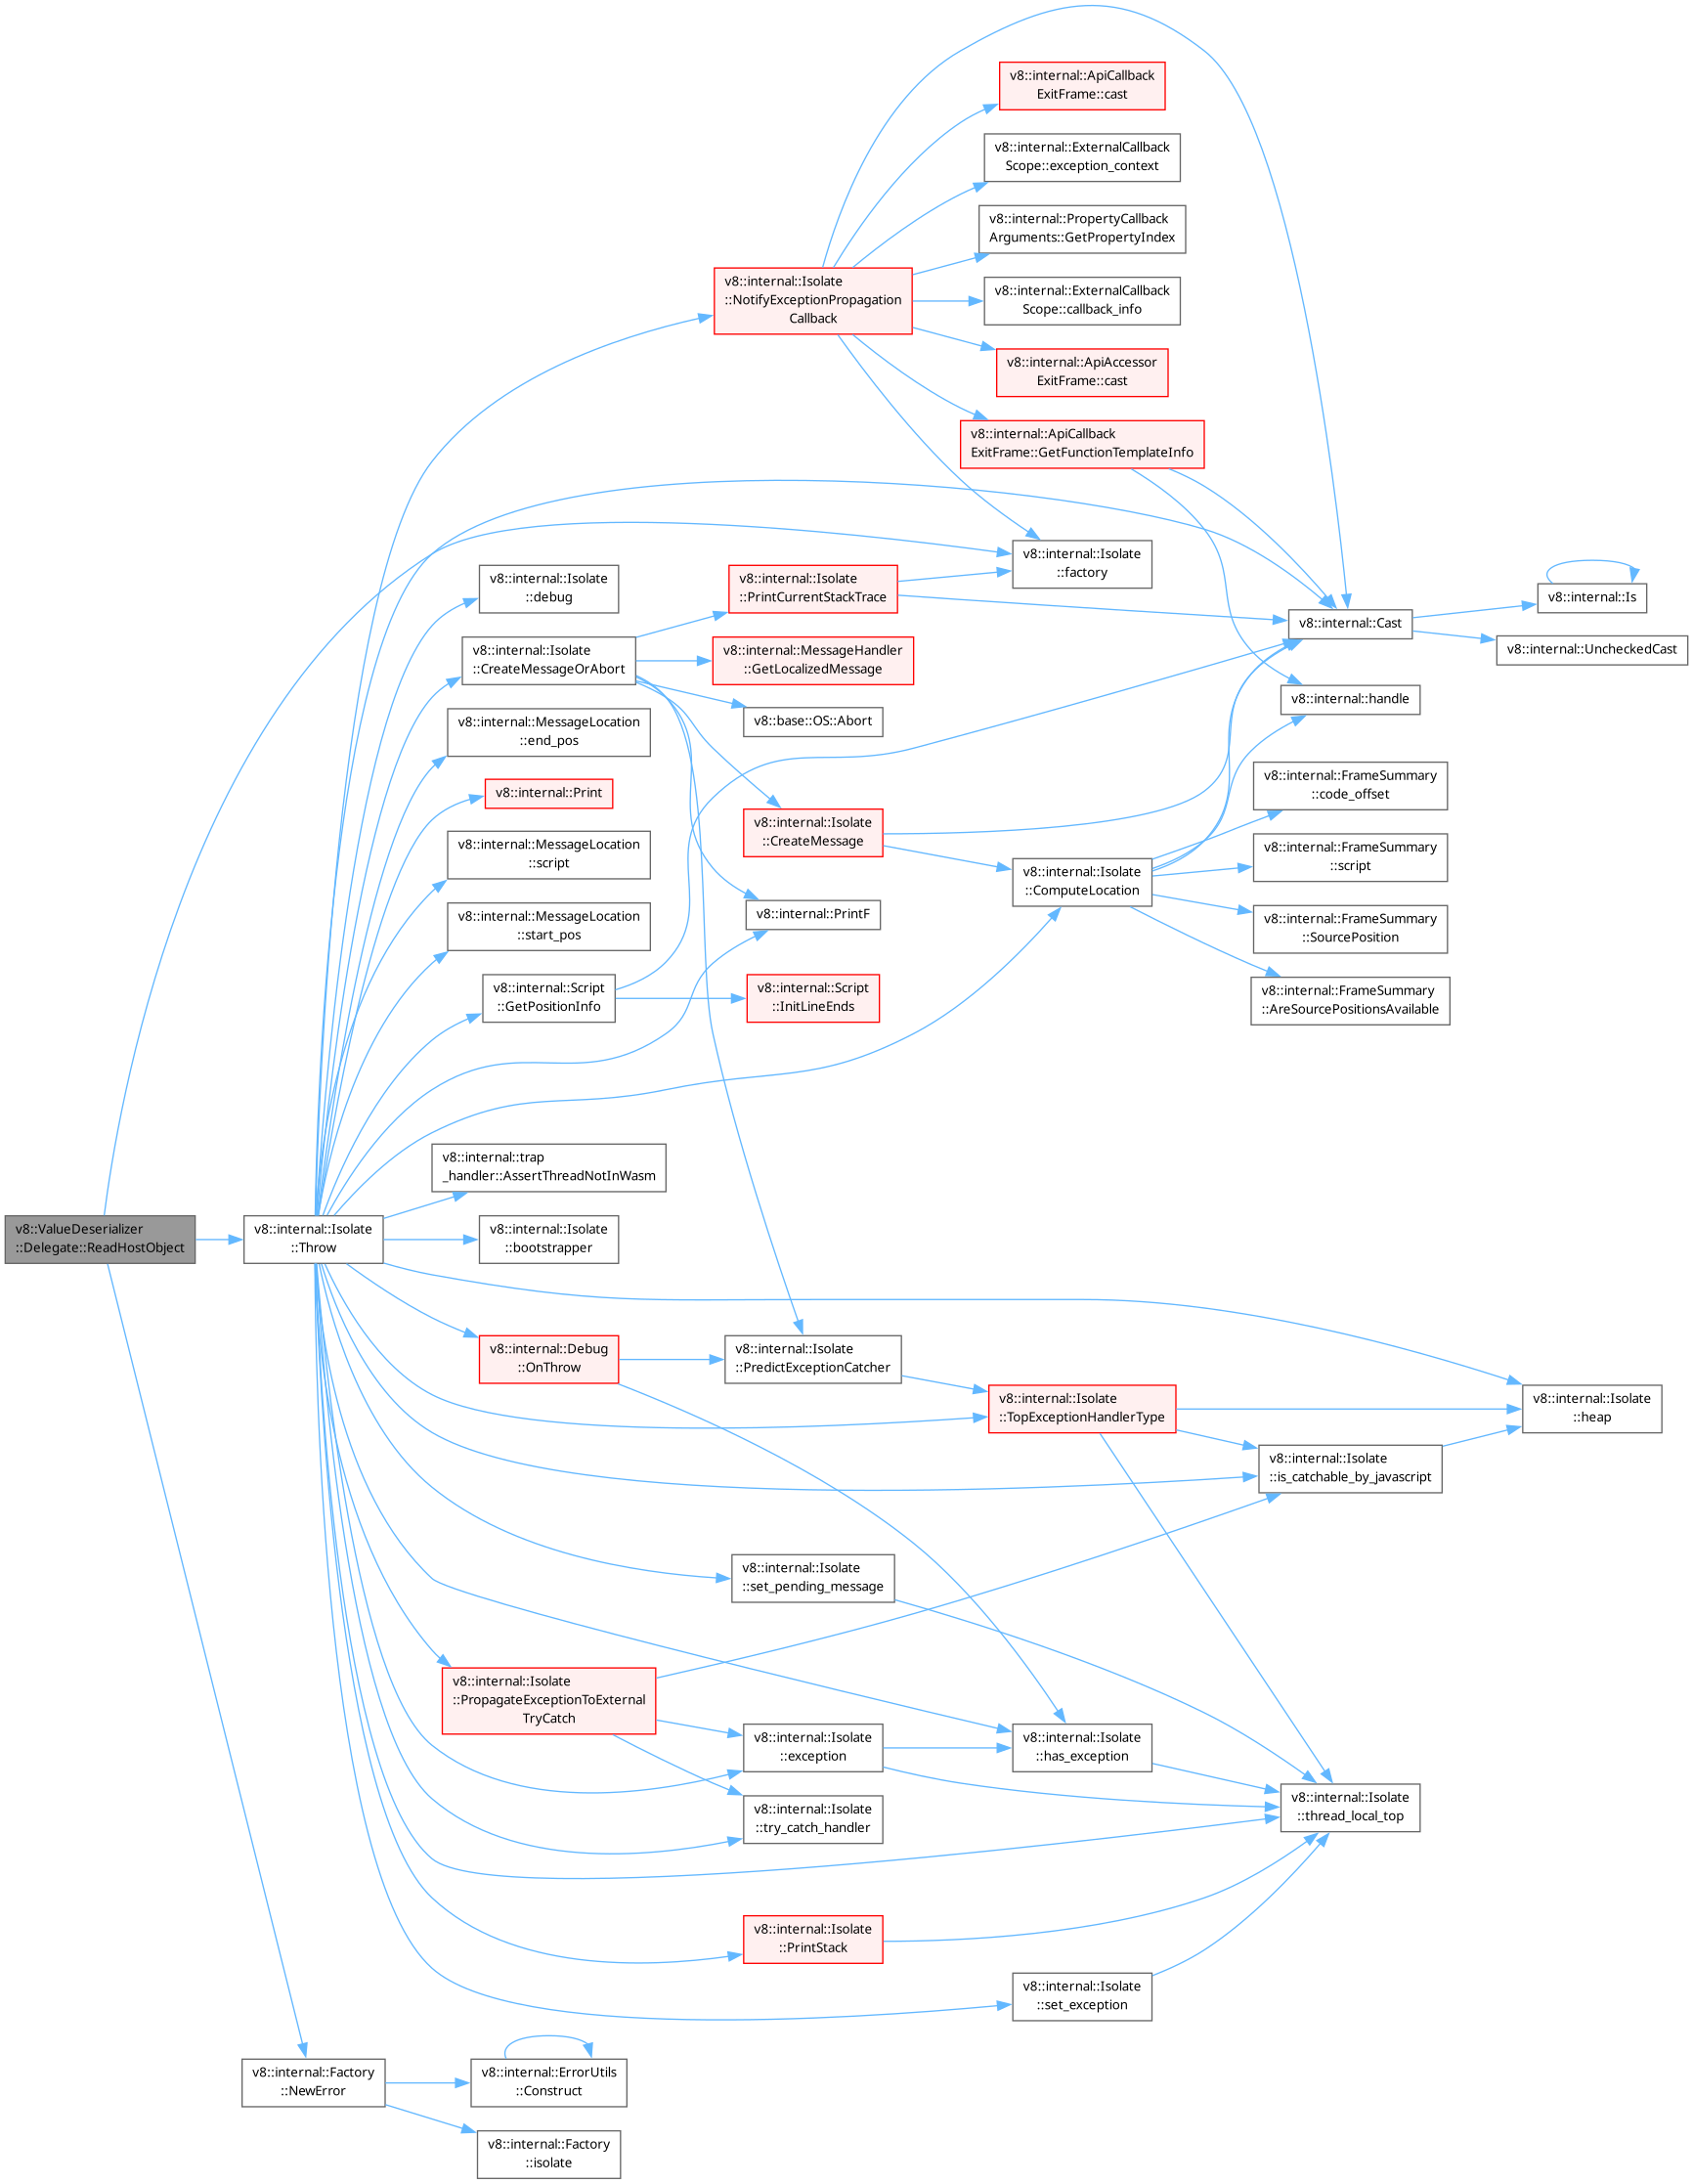 v8::internal::ApiCallback
ExitFrame::cast
v8::internal::ExternalCallback
Scope::exception_context
v8::internal::PropertyCallback
Arguments::GetPropertyIndex
v8::internal::Isolate
::NotifyExceptionPropagation
Callback
v8::internal::ExternalCallback
Scope::callback_info
v8::internal::ApiAccessor
ExitFrame::cast
v8::internal::ApiCallback
ExitFrame::GetFunctionTemplateInfo
v8::internal::Isolate
::factory
v8::internal::Isolate
::debug
v8::internal::Isolate
::PrintCurrentStackTrace
v8::internal::Is
v8::internal::Cast
v8::internal::UncheckedCast
v8::internal::Isolate
::CreateMessageOrAbort
v8::internal::MessageHandler
::GetLocalizedMessage
v8::internal::handle
v8::base::OS::Abort
v8::internal::MessageLocation
::end_pos
v8::internal::FrameSummary
::code_offset
v8::internal::Print
v8::internal::Isolate
::CreateMessage
v8::internal::MessageLocation
::script
v8::internal::FrameSummary
::script
v8::internal::Isolate
::ComputeLocation
v8::internal::PrintF
v8::internal::MessageLocation
::start_pos
v8::internal::FrameSummary
::SourcePosition
v8::internal::Script
::GetPositionInfo
v8::internal::Script
::InitLineEnds
v8::internal::FrameSummary
::AreSourcePositionsAvailable
v8::internal::trap
_handler::AssertThreadNotInWasm
v8::ValueDeserializer
::Delegate::ReadHostObject
v8::internal::Isolate
::Throw
v8::internal::Isolate
::bootstrapper
v8::internal::Debug
::OnThrow
v8::internal::Isolate
::PredictExceptionCatcher
v8::internal::Isolate
::TopExceptionHandlerType
v8::internal::Isolate
::heap
v8::internal::Isolate
::is_catchable_by_javascript
v8::internal::Isolate
::set_pending_message
v8::internal::Isolate
::PropagateExceptionToExternal
TryCatch
v8::internal::Isolate
::exception
v8::internal::Isolate
::has_exception
v8::internal::Isolate
::try_catch_handler
v8::internal::Isolate
::thread_local_top
v8::internal::Isolate
::PrintStack
v8::internal::Isolate
::set_exception
v8::internal::Factory
::NewError
v8::internal::ErrorUtils
::Construct
v8::internal::Factory
::isolate